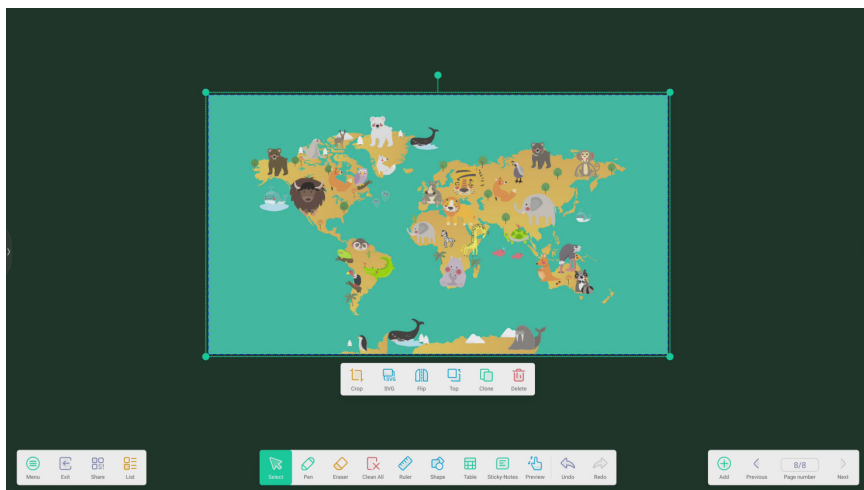 Crop SVG Flip Top Clone Delete
Menu Exit Share List Select Pen Eraser Clean All Ruler Shape Table Sticky-Notes Preview Undo Redo Add Previous 8/8 Page number Next